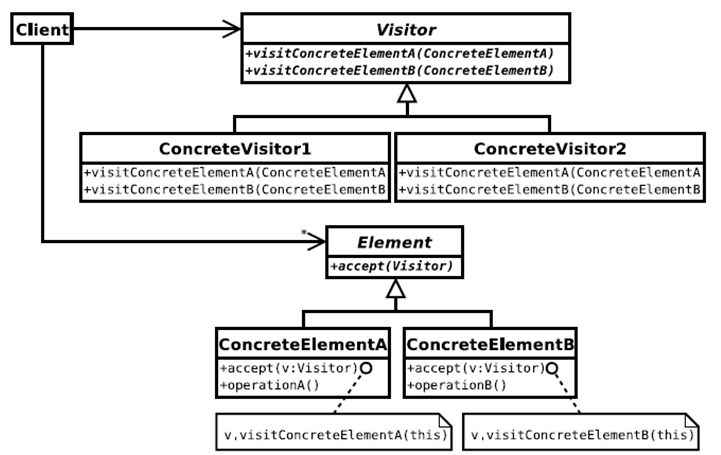 Client
Visitor
+visitConcreteElementA(ConcreteElementA)
+visitConcreteElementB(ConcreteElementB)
ConcreteVisitor1
+visitConcreteElementA(ConcreteElementA
+visitConcreteElementB(ConcreteElementB
ConcreteVisitor2
+visitConcreteElementA(ConcreteElementA
+visitConcreteElementB(ConcreteElementB
*
Element
+accept(Visitor)
ConcreteElementA
+accept(v:Visitor)
+operationA()
ConcreteElementB
+accept(v:Visitor)
+operationB()
v,visitConcreteElementA(this)
v,visitConcreteElementB(this)